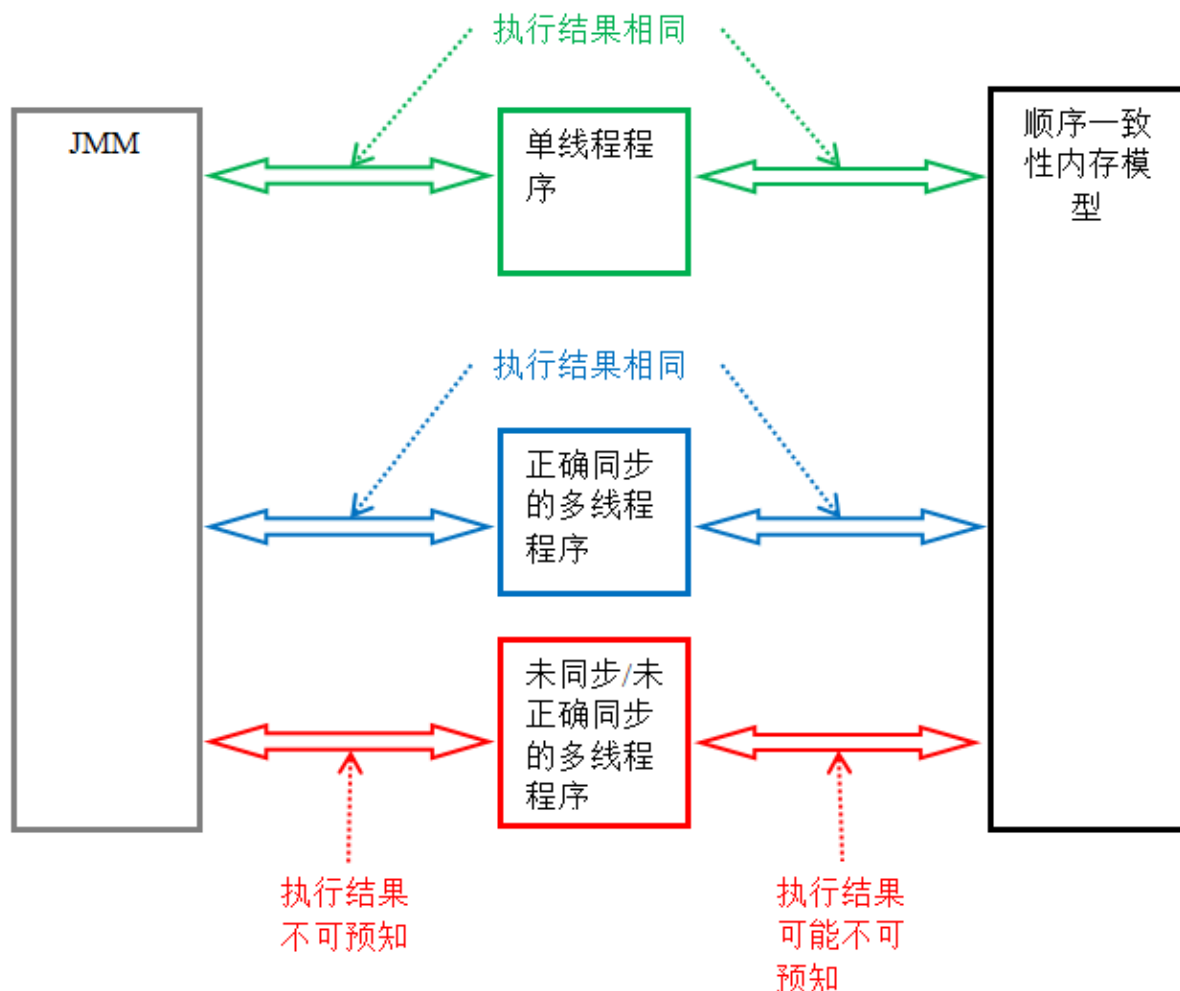 执行结果相同
JMM
单线程程
序
顺序一致
性内存模
型
执行结果相同
正确同步
的多线程
程序
未同步/未
正确同步
的多线程
程序
执行结果
不可预知
执行结果
可能不可
预知